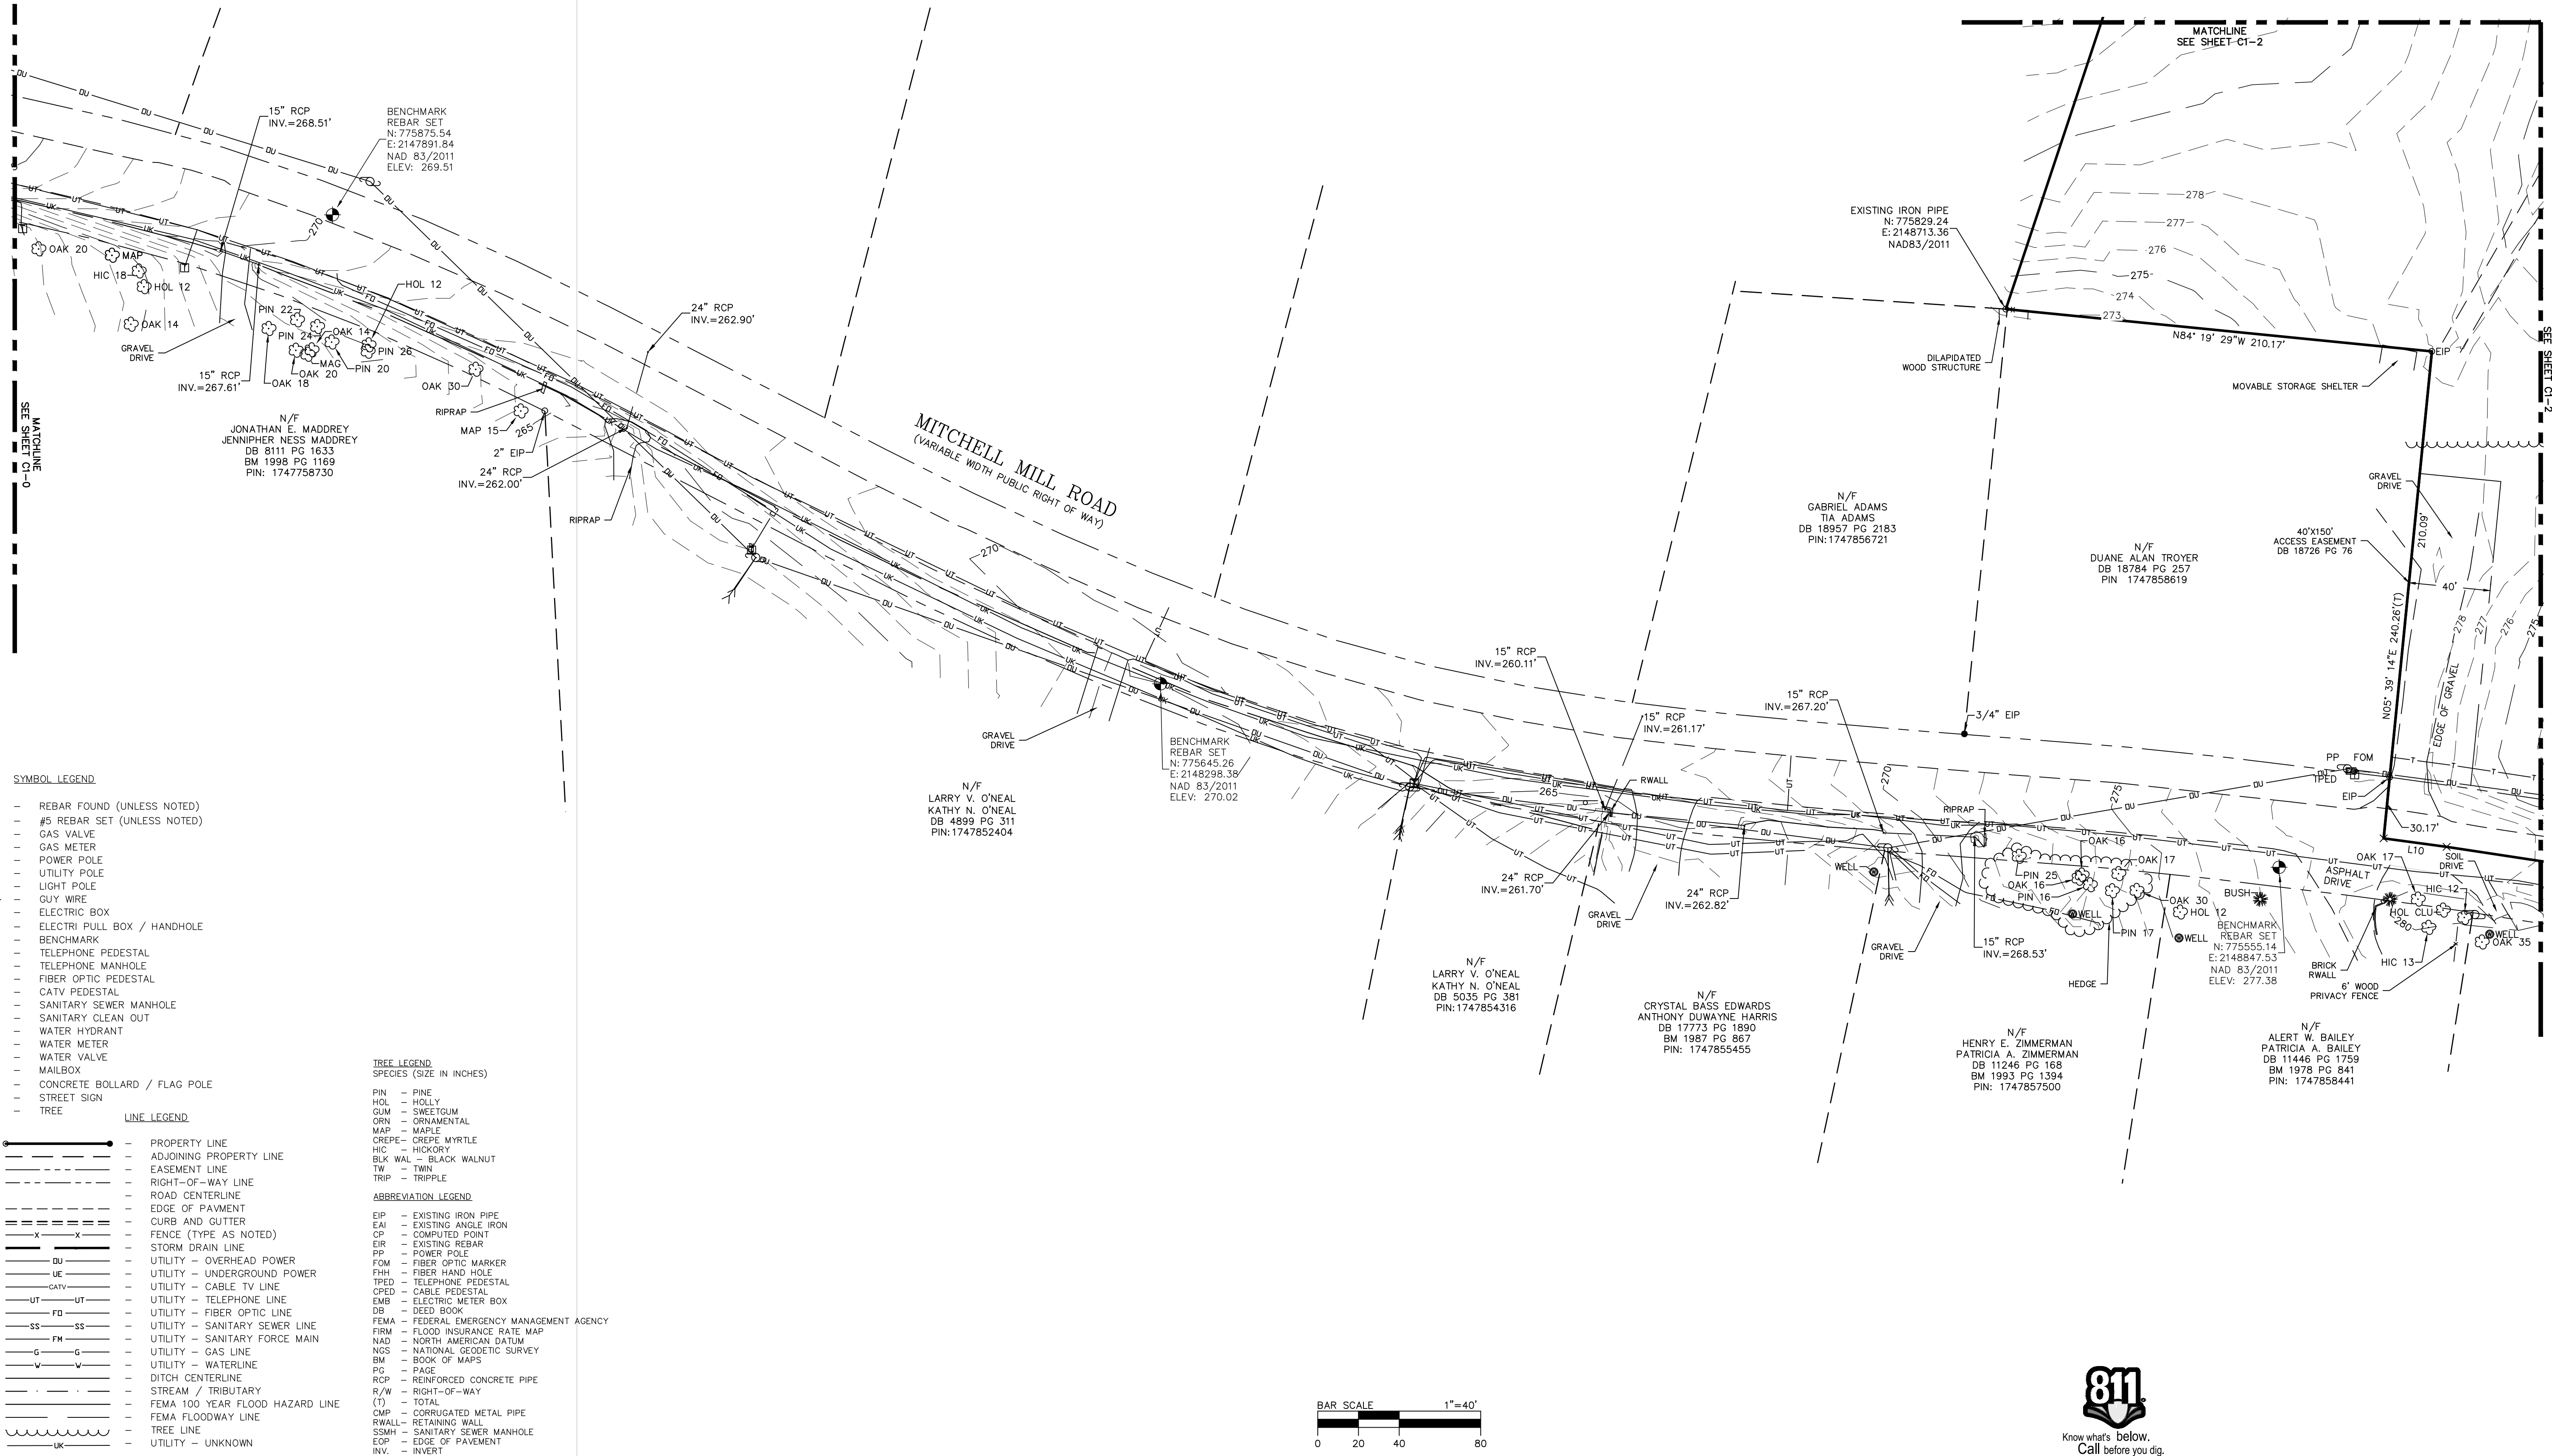 MATCHLINE
SEE SHEET C1-2
15" RCP
INV.=268.51'
BENCHMARK
REBAR SET
N: 775875.54
E: 2147891.84
NAD 83/2011
ELEV: 269.51
270
OAK 20
MAP
HIC 18
HOL 12
OAK 14
GRAVEL
DRIVE
15" RCP
INV.=267.61'
PIN 22
PIN 24
OAK 14
HOL 12
PIN 26
PIN 20
MAG
OAK 20
OAK 18
OAK 30
24" RCP
INV.=262.90'
RIPRAP
MAP 15
265
2" EIP
24" RCP
INV.=262.00'
RIPRAP
MATCHLINE
SEE SHEET C1-0
N/F
JONATHAN E. MADDREY
JENNIPHER NESS MADDREY
DB 8111 PG 1633
BM 1998 PG 1169
PIN: 1747758730
MITCHELL MILL ROAD
(VARIABLE WIDTH PUBLIC RIGHT OF WAY)
270
EXISTING IRON PIPE
N: 775829.24
E: 2148713.36
NAD83/2011
278
277
276
275
274
273
N84° 19' 29"W 210.17'
EIP
DILAPIDATED
WOOD STRUCTURE
MOVABLE STORAGE SHELTER
SEE SHEET C1-2
N/F
GABRIEL ADAMS
TIA ADAMS
DB 18957 PG 2183
PIN:1747856721
N/F
DUANE ALAN TROYER
DB 18784 PG 257
PIN 1747858619
GRAVEL
DRIVE
210.09'
40'X150'
ACCESS EASEMENT
DB 18726 PG 76
40'
N05° 39' 14"E 240.26'(T)
EDGE OF GRAVEL
278
277
276
275
GRAVEL
DRIVE
BENCHMARK
REBAR SET
N: 775645.26
E: 2148298.38
NAD 83/2011
ELEV: 270.02
15" RCP
INV.=260.11'
15" RCP
INV.=261.17'
15" RCP
INV.=267.20'
3/4" EIP
RWALL
265
270
275
PP
FOM
TPED
EIP
30.17'
L10
RIPRAP
WELL
OAK 16
OAK 17
PIN 25
OAK 16
PIN 16
WELL
OAK 30
HOL 12
PIN 17
WELL
HEDGE
BUSH
BENCHMARK
REBAR SET
N: 775555.14
E: 2148847.53
NAD 83/2011
ELEV: 277.38
OAK 17
SOIL
DRIVE
ASPHALT
DRIVE
HIC 12
HOL CLU
280
WELL
OAK 35
HIC 13
BRICK
RWALL
6' WOOD
PRIVACY FENCE
24" RCP
INV.=261.70'
GRAVEL
DRIVE
24" RCP
INV.=262.82'
GRAVEL
DRIVE
15" RCP
INV.=268.53'
N/F
LARRY V. O'NEAL
KATHY N. O'NEAL
DB 4899 PG 311
PIN:1747852404
N/F
LARRY V. O'NEAL
KATHY N. O'NEAL
DB 5035 PG 381
PIN:1747854316
N/F
CRYSTAL BASS EDWARDS
ANTHONY DUWAYNE HARRIS
DB 17773 PG 1890
BM 1987 PG 867
PIN: 1747855455
N/F
HENRY E. ZIMMERMAN
PATRICIA A. ZIMMERMAN
DB 11246 PG 168
BM 1993 PG 1394
PIN: 1747857500
N/F
ALERT W. BAILEY
PATRICIA A. BAILEY
DB 11446 PG 1759
BM 1978 PG 841
PIN: 1747858441
SYMBOL LEGEND
– REBAR FOUND (UNLESS NOTED)
– #5 REBAR SET (UNLESS NOTED)
– GAS VALVE
– GAS METER
– POWER POLE
– UTILITY POLE
– LIGHT POLE
– GUY WIRE
– ELECTRIC BOX
– ELECTRI PULL BOX / HANDHOLE
– BENCHMARK
– TELEPHONE PEDESTAL
– TELEPHONE MANHOLE
– FIBER OPTIC PEDESTAL
– CATV PEDESTAL
– SANITARY SEWER MANHOLE
– SANITARY CLEAN OUT
– WATER HYDRANT
– WATER METER
– WATER VALVE
– MAILBOX
– CONCRETE BOLLARD / FLAG POLE
– STREET SIGN
– TREE
LINE LEGEND
– PROPERTY LINE
– ADJOINING PROPERTY LINE
– EASEMENT LINE
– RIGHT-OF-WAY LINE
– ROAD CENTERLINE
– EDGE OF PAVMENT
– CURB AND GUTTER
X X – FENCE (TYPE AS NOTED)
– STORM DRAIN LINE
OU – UTILITY – OVERHEAD POWER
UE – UTILITY – UNDERGROUND POWER
CATV – UTILITY – CABLE TV LINE
UT UT – UTILITY – TELEPHONE LINE
FO – UTILITY – FIBER OPTIC LINE
SS SS – UTILITY – SANITARY SEWER LINE
FM – UTILITY – SANITARY FORCE MAIN
G G – UTILITY – GAS LINE
W W – UTILITY – WATERLINE
– DITCH CENTERLINE
– STREAM / TRIBUTARY
– FEMA 100 YEAR FLOOD HAZARD LINE
– FEMA FLOODWAY LINE
– TREE LINE
UK – UTILITY – UNKNOWN
TREE LEGEND
SPECIES (SIZE IN INCHES)
PIN – PINE
HOL – HOLLY
GUM – SWEETGUM
ORN – ORNAMENTAL
MAP – MAPLE
CREPE– CREPE MYRTLE
HIC – HICKORY
BLK WAL – BLACK WALNUT
TW – TWIN
TRIP – TRIPPLE
ABBREVIATION LEGEND
EIP – EXISTING IRON PIPE
EAI – EXISTING ANGLE IRON
CP – COMPUTED POINT
EIR – EXISTING REBAR
PP – POWER POLE
FOM – FIBER OPTIC MARKER
FHH – FIBER HAND HOLE
TPED – TELEPHONE PEDESTAL
CPED – CABLE PEDESTAL
EMB – ELECTRIC METER BOX
DB – DEED BOOK
FEMA – FEDERAL EMERGENCY MANAGEMENT AGENCY
FIRM – FLOOD INSURANCE RATE MAP
NAD – NORTH AMERICAN DATUM
NGS – NATIONAL GEODETIC SURVEY
BM – BOOK OF MAPS
PG – PAGE
RCP – REINFORCED CONCRETE PIPE
R/W – RIGHT-OF-WAY
(T) – TOTAL
CMP – CORRUGATED METAL PIPE
RWALL– RETAINING WALL
SSMH – SANITARY SEWER MANHOLE
EOP – EDGE OF PAVEMENT
INV. – INVERT
BAR SCALE 1"=40'
0 20 40 80
811
Know what's below.
Call before you dig.